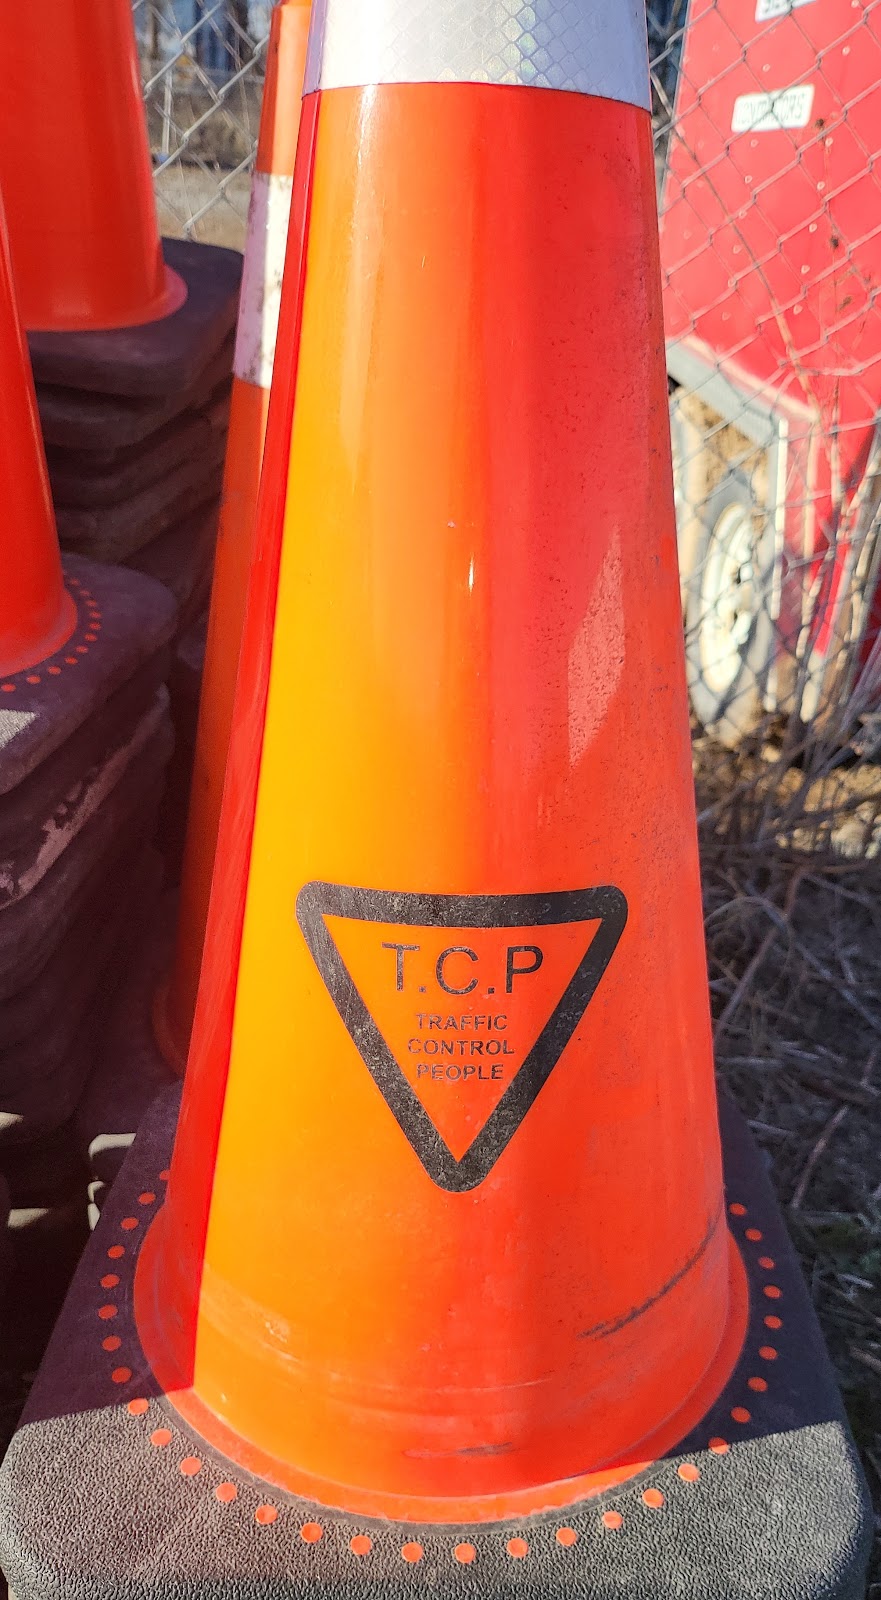 T.C.P
TRAFFIC
CONTROL
PEOPLE